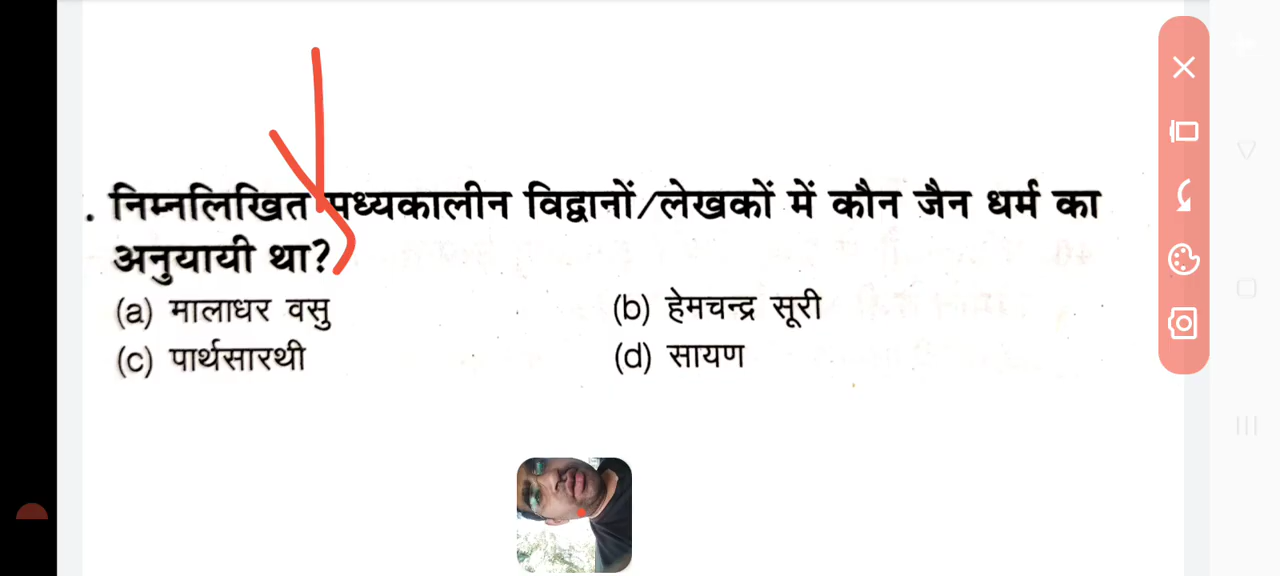 . निम्नलिखित मध्यकालीन विद्वानों/लेखकों में कौन जैन धर्म का
अनुयायी था?
(a) मालाधर वसु
(b) हेमचन्द्र सूरी
(c) पार्थसारथी
(d) सायण